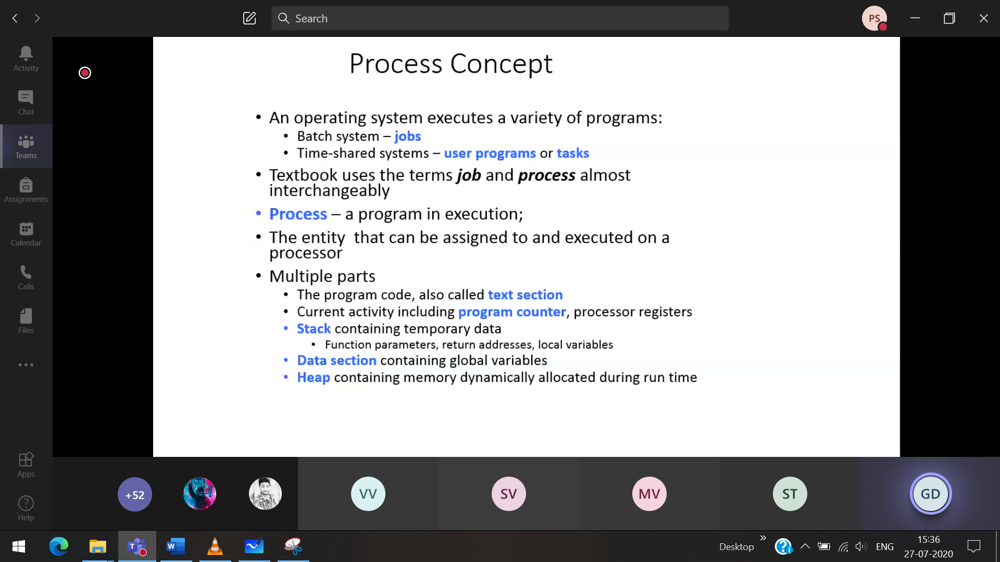 Search
PS
Activity
Chat
Teams
Assignments
Calendar
Calls
Files
Apps
Help
Process Concept
• An operating system executes a variety of programs:
• Batch system – jobs
• Time-shared systems – user programs or tasks
• Textbook uses the terms job and process almost
interchangeably
• Process – a program in execution;
• The entity  that can be assigned to and executed on a
processor
• Multiple parts
• The program code, also called text section
• Current activity including program counter, processor registers
• Stack containing temporary data
• Function parameters, return addresses, local variables
• Data section containing global variables
• Heap containing memory dynamically allocated during run time
+52
VV
SV
MV
ST
GD
Desktop
ENG
15:36
27-07-2020